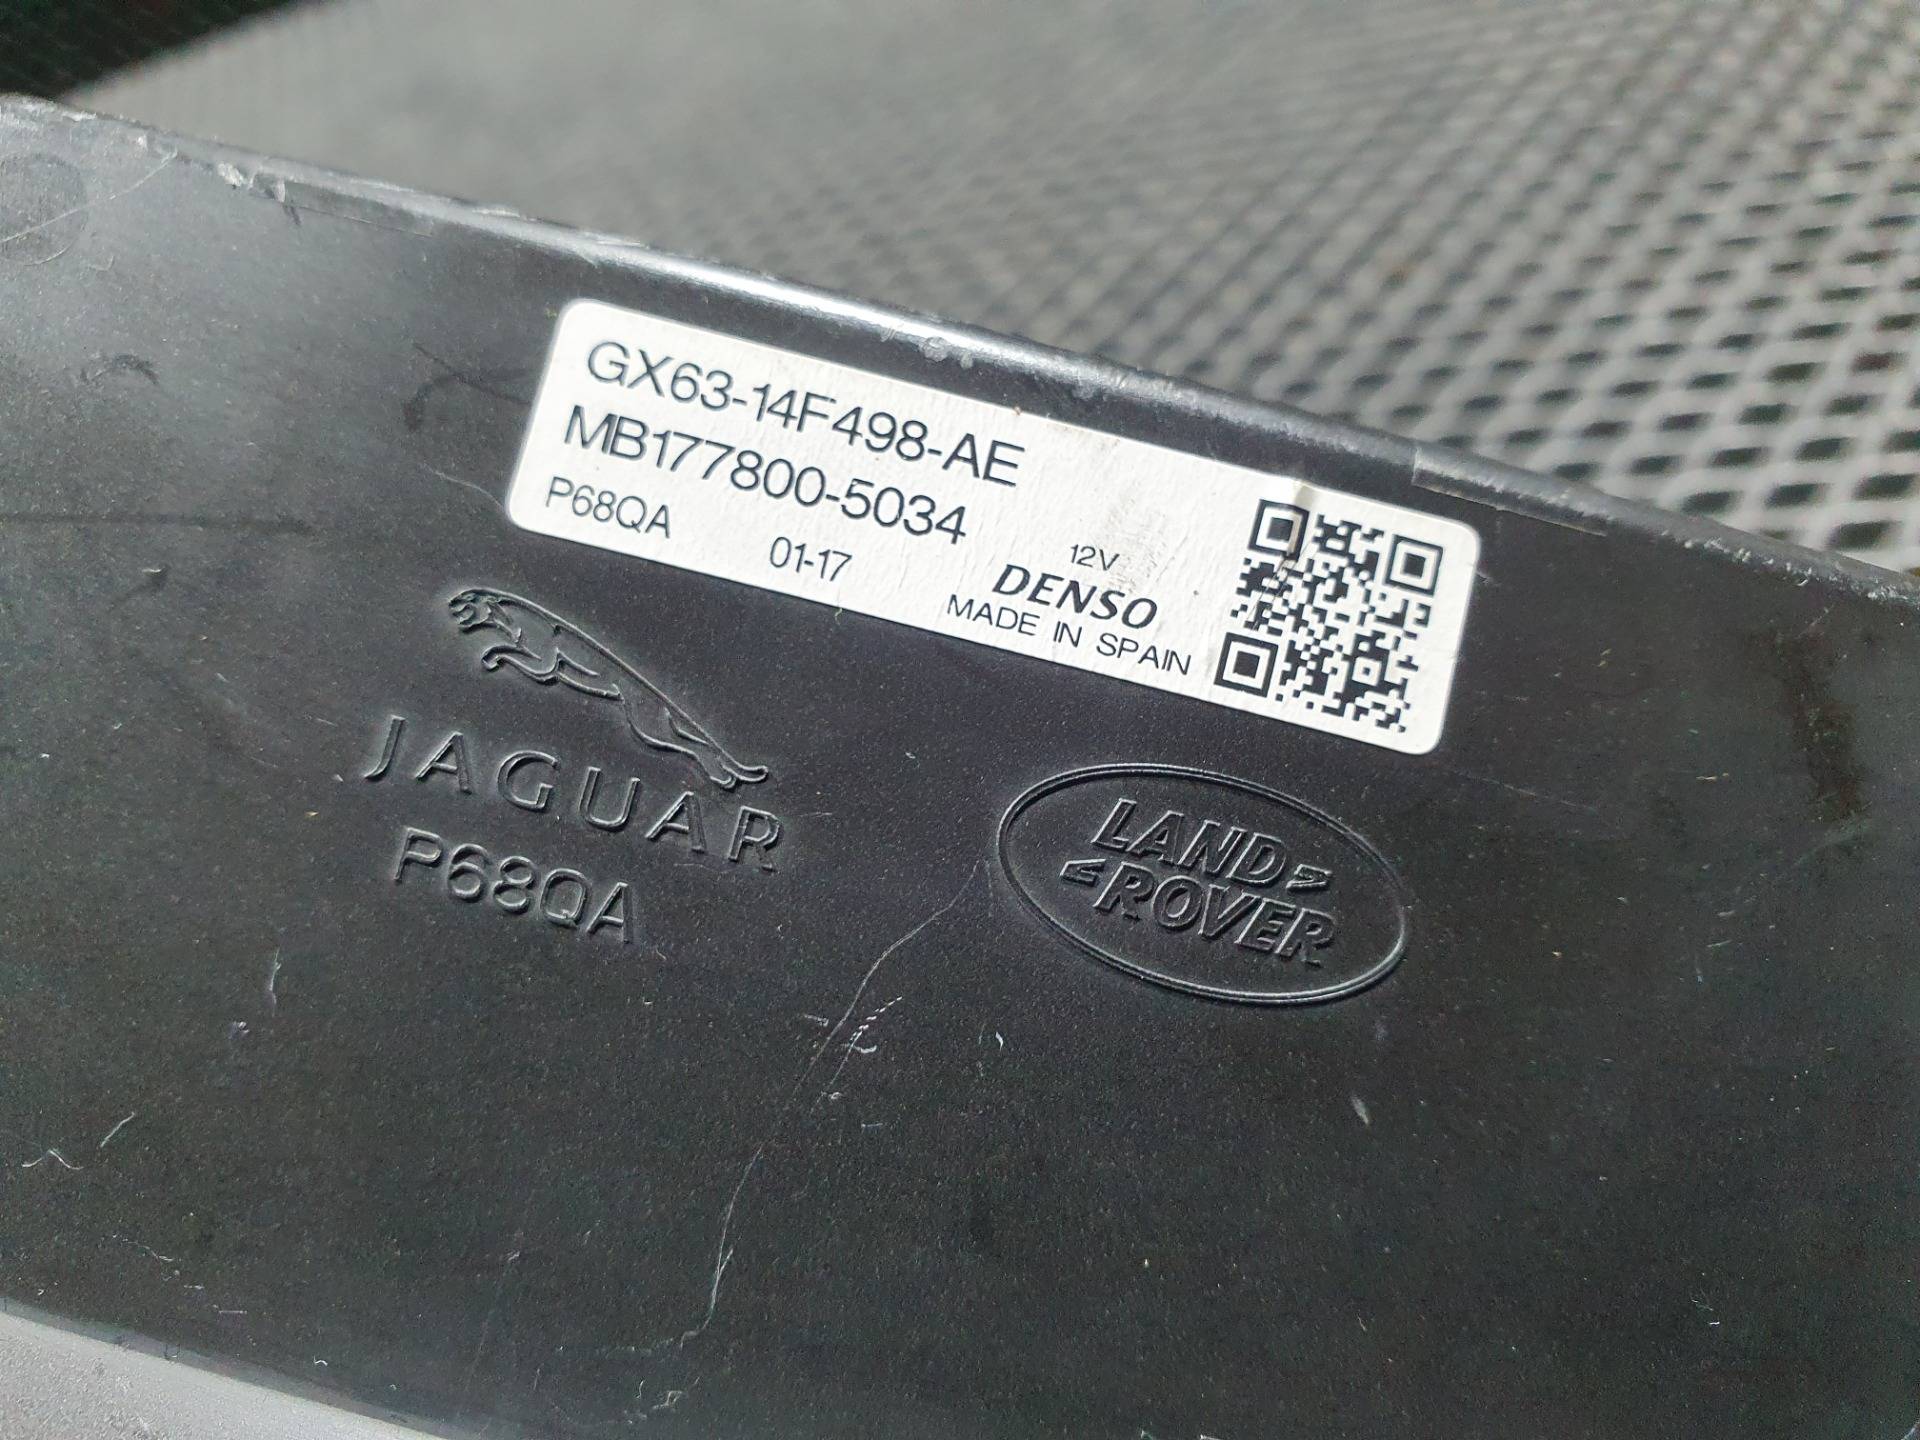 GX63-14F498-AE
MB177800-5034
P68QA
01-17
12V
DENSO
MADE IN SPAIN
JAGUAR
P68QA
LAND
ROVER